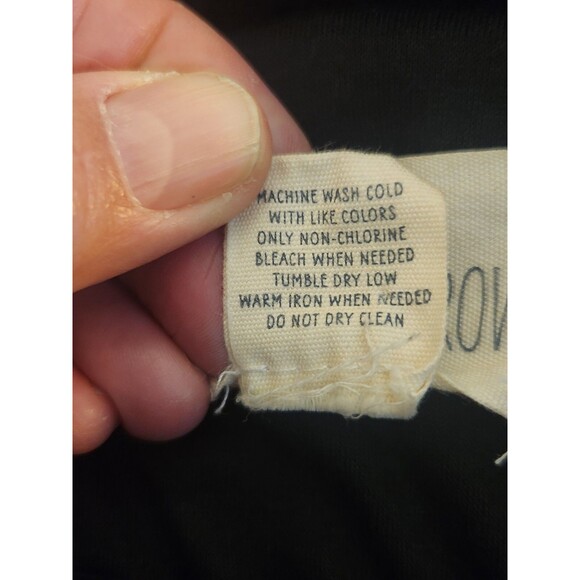 MACHINE WASH COLD
WITH LIKE COLORS
ONLY NON-CHLORINE
BLEACH WHEN NEEDED
TUMBLE DRY LOW
WARM IRON WHEN NEEDED
DO NOT DRY CLEAN